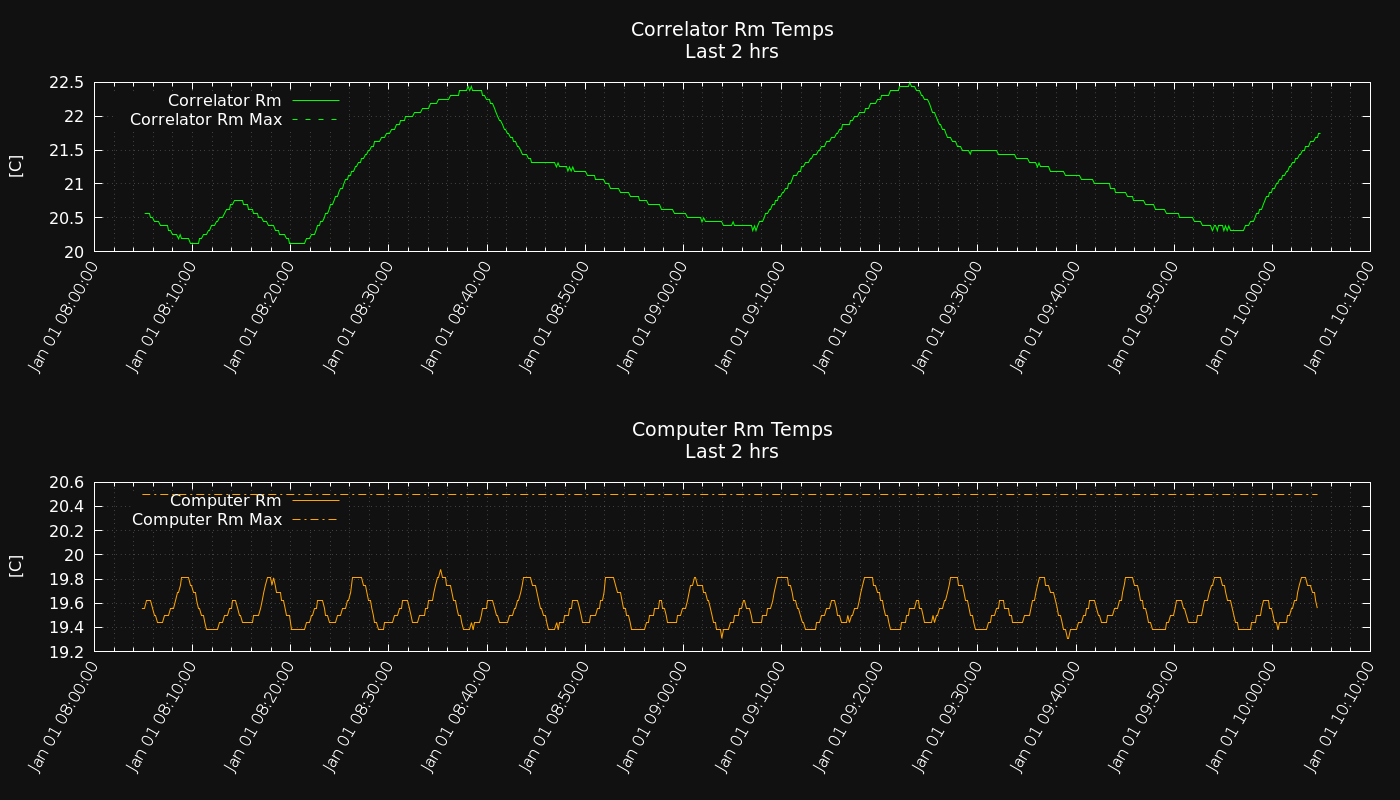 Correlator Rm Temps
Last 2 hrs
22.5
22
21.5
21
20.5
20
[C]
Correlator Rm
Correlator Rm Max
Jan 01 08:00:00
Jan 01 08:10:00
Jan 01 08:20:00
Jan 01 08:30:00
Jan 01 08:40:00
Jan 01 08:50:00
Jan 01 09:00:00
Jan 01 09:10:00
Jan 01 09:20:00
Jan 01 09:30:00
Jan 01 09:40:00
Jan 01 09:50:00
Jan 01 10:00:00
Jan 01 10:10:00
Computer Rm Temps
Last 2 hrs
20.6
20.4
20.2
20
19.8
19.6
19.4
19.2
[C]
Computer Rm
Computer Rm Max
Jan 01 08:00:00
Jan 01 08:10:00
Jan 01 08:20:00
Jan 01 08:30:00
Jan 01 08:40:00
Jan 01 08:50:00
Jan 01 09:00:00
Jan 01 09:10:00
Jan 01 09:20:00
Jan 01 09:30:00
Jan 01 09:40:00
Jan 01 09:50:00
Jan 01 10:00:00
Jan 01 10:10:00